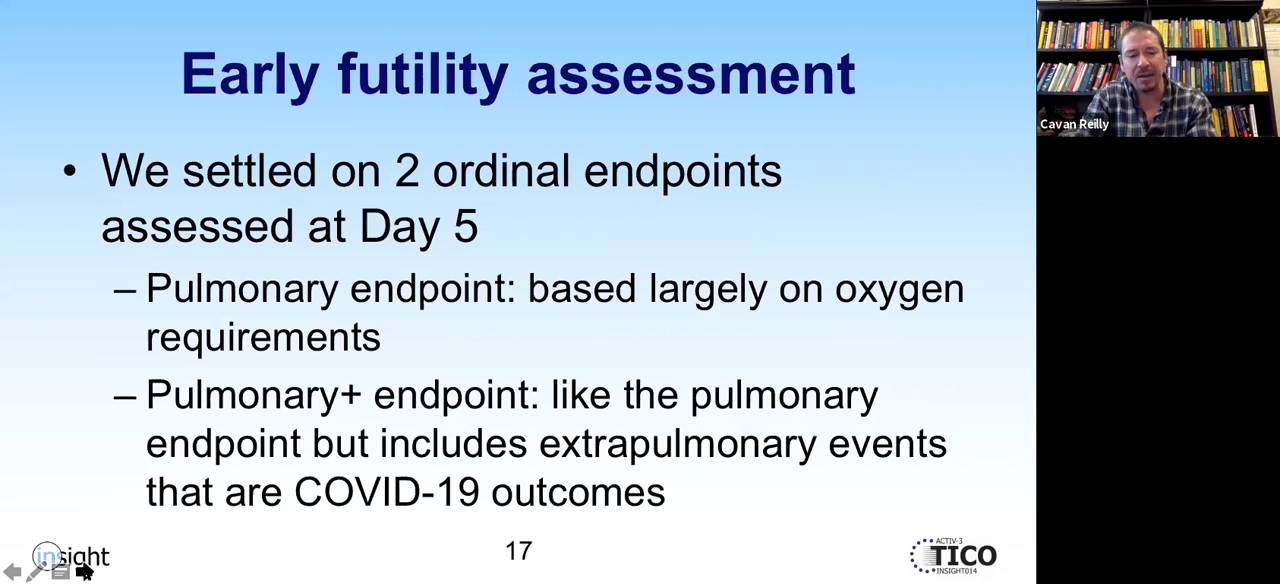 Early futility assessment
• We settled on 2 ordinal endpoints
assessed at Day 5
– Pulmonary endpoint: based largely on oxygen
requirements
– Pulmonary+ endpoint: like the pulmonary
endpoint but includes extrapulmonary events
that are COVID-19 outcomes
insight
17
ACTIV-3
TICO
INSIGHT014
Cavan Reilly